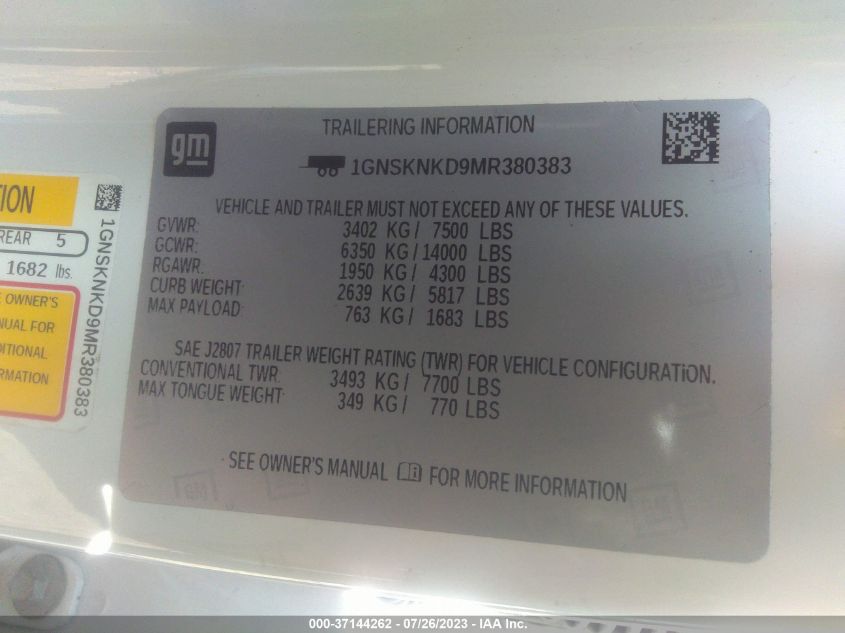 gm
TRAILERING INFORMATION
1GNSKNKD9MR380383
VEHICLE AND TRAILER MUST NOT EXCEED ANY OF THESE VALUES.
GVWR: 3402 KG / 7500 LBS
GCWR: 6350 KG / 14000 LBS
RGAWR: 1950 KG / 4300 LBS
CURB WEIGHT: 2639 KG / 5817 LBS
MAX PAYLOAD: 763 KG / 1683 LBS
SAE J2807 TRAILER WEIGHT RATING (TWR) FOR VEHICLE CONFIGURATION.
CONVENTIONAL TWR: 3493 KG / 7700 LBS
MAX TONGUE WEIGHT: 349 KG / 770 LBS
SEE OWNER'S MANUAL FOR MORE INFORMATION
REAR 5
1682 lbs.
OWNER'S
FOR
1GNSKNKD9MR380383
000-37144262 - 07/26/2023 - IAA Inc.